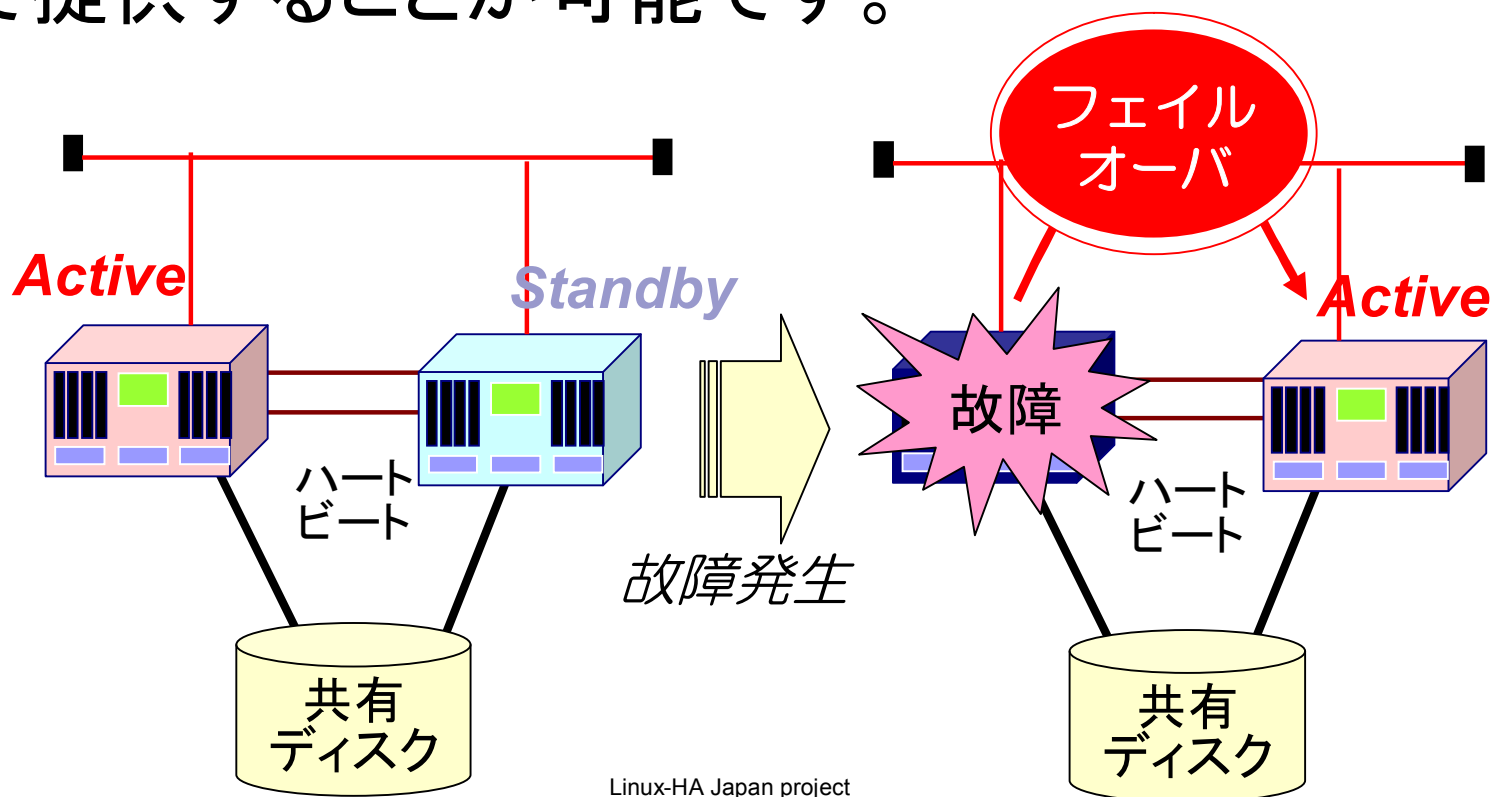 提供することが可能です。
フェイル
オーバ
Active
Standby
Active
故障
ハート
ビート
ハート
ビート
故障発生
共有
ディスク
共有
ディスク
Linux-HA Japan project